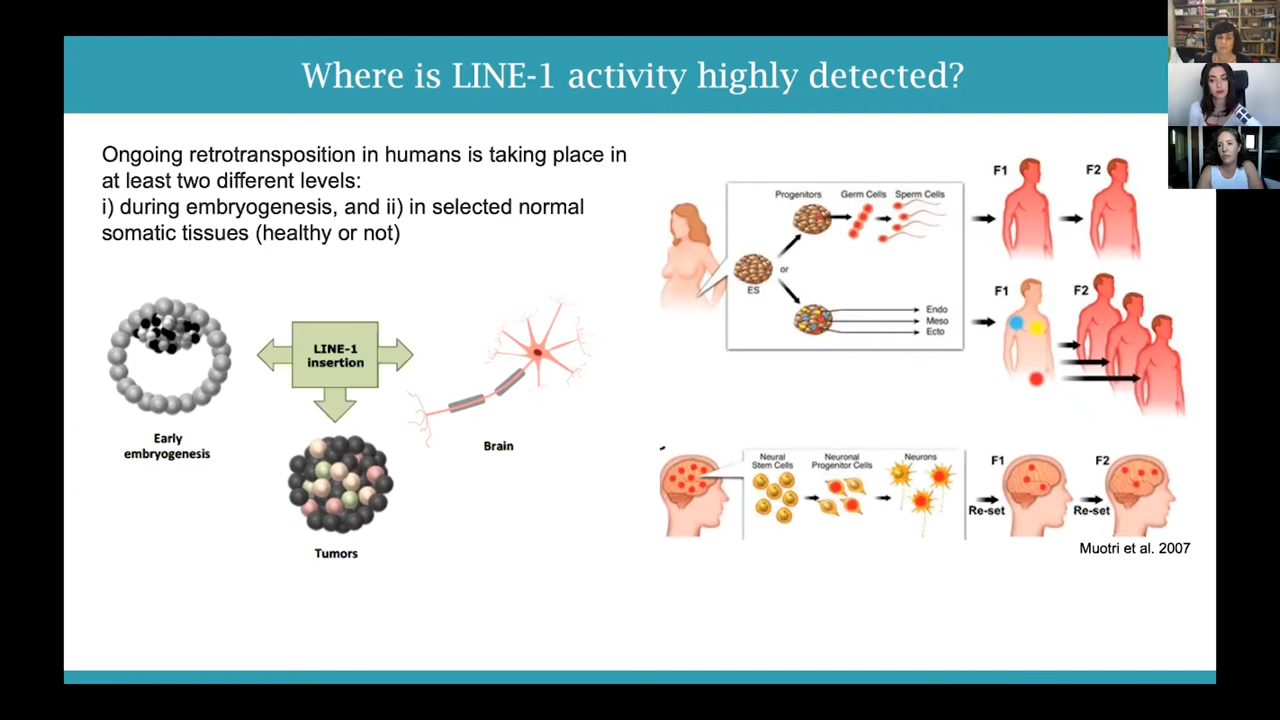 Where is LINE-1 activity highly detected?
Ongoing retrotransposition in humans is taking place in
at least two different levels:
i) during embryogenesis, and ii) in selected normal
somatic tissues (healthy or not)
LINE-1
insertion
Early
embryogenesis
Brain
Tumors
Progenitors
Germ Cells
Sperm Cells
ES
or
Endo
Meso
Ecto
F1
F2
F1
F2
Neural
Stem Cells
Neuronal
Progenitor Cells
Neurons
F1
F2
Re-set
Re-set
Muotri et al. 2007